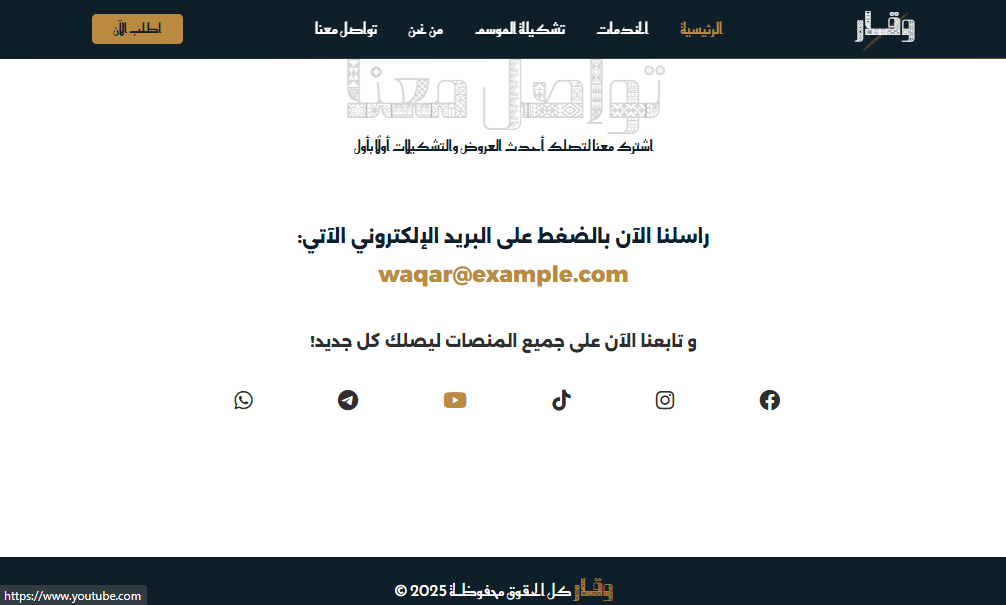 وقار
الرئيسية
الخدمات
تشكيلة الموسم
من نحن
تواصل معنا
اطلب الآن
تواصل معنا
اشترك معنا لتصلك أحدث العروض والتشكيلات أولًا بأول
راسلنا الآن بالضغط على البريد الإلكتروني الآتي:
waqar@example.com
و تابعنا الآن على جميع المنصات ليصلك كل جديد!
وقار كل الحقوق محفوظة 2025 ©
https://www.youtube.com